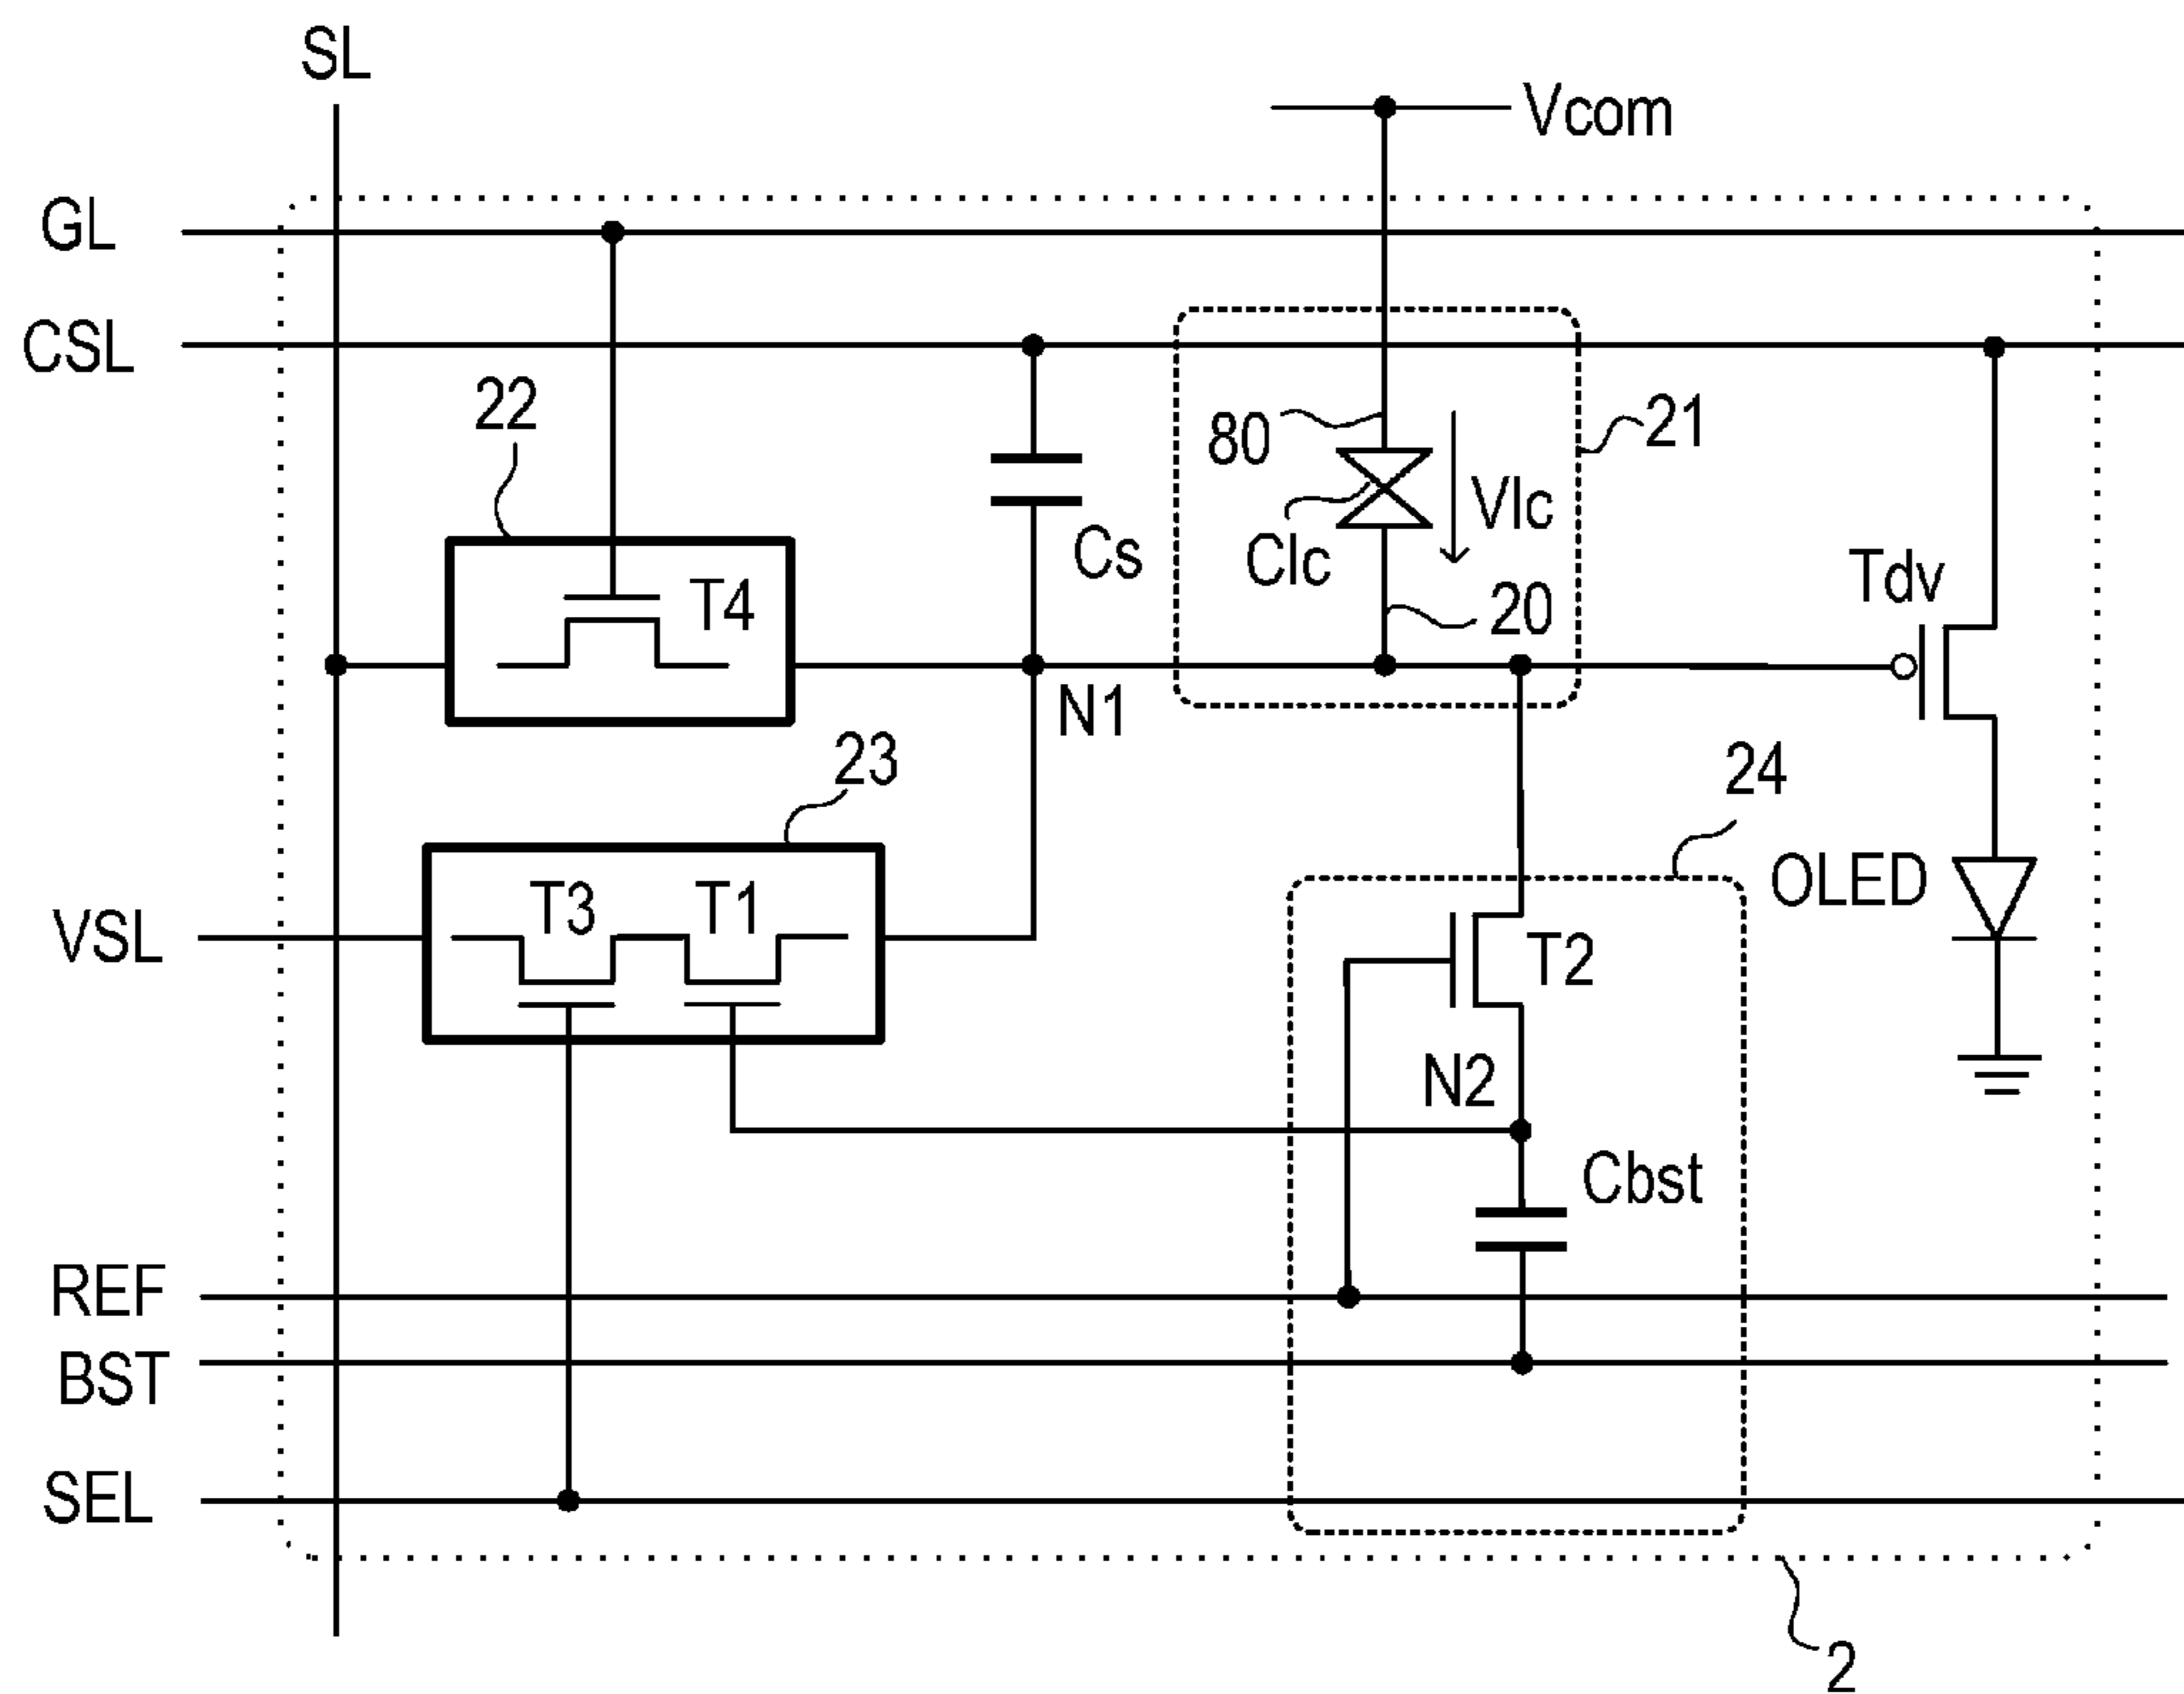 SL
Vcom
GL
CSL
22
80
21
Vlc
Cs
Clc
20
T4
Tdv
N1
23
24
T3
T1
OLED
VSL
T2
N2
Cbst
REF
BST
SEL
2